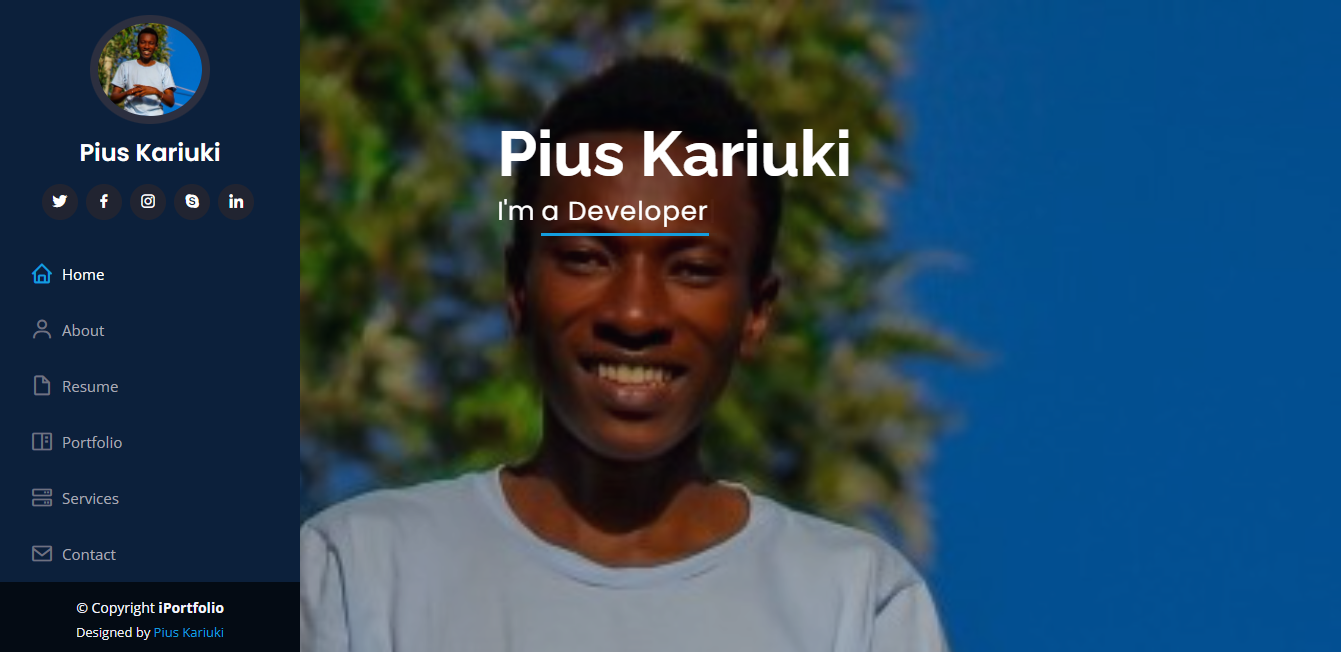 Pius Kariuki
Home
About
Resume
Portfolio
Services
Contact
© Copyright iPortfolio
Designed by Pius Kariuki
Pius Kariuki
I'm a Developer